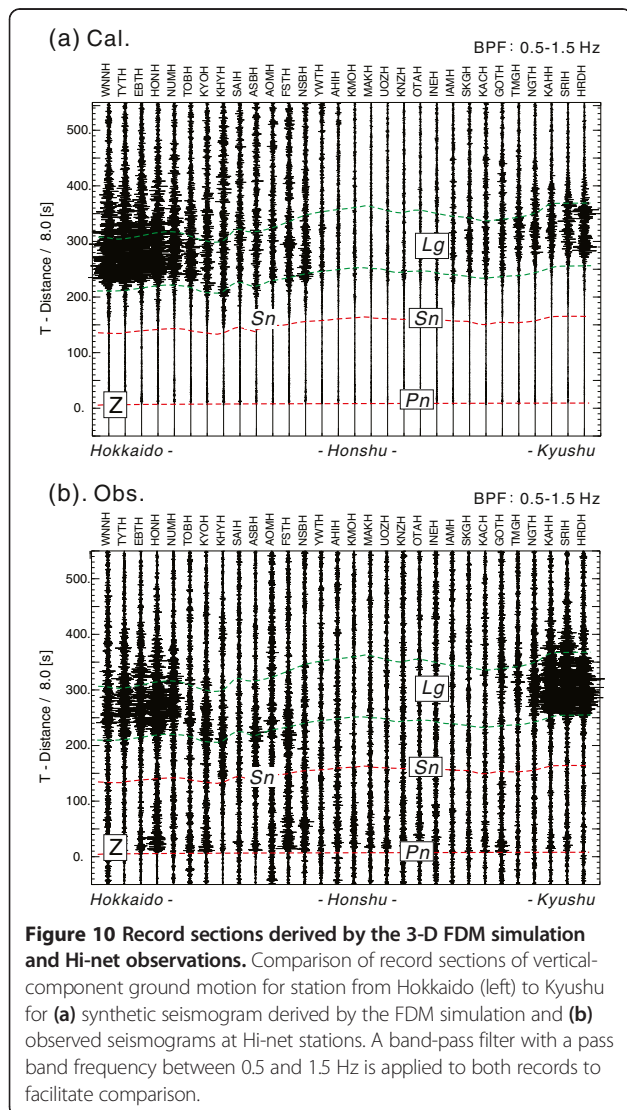 (a) Cal.
BPF: 0.5-1.5 Hz
WNNH TYTH EBTH HONH NUMH TOBH KYOH KHYH SAIH ASBH AOMH FSTH NSBH YWTH AHIH KMOH MAKH UOZH KNZH OTAH INEH IAMH SKGH KACH GOTH TMGH NGTH KAHH SRIH HRDH
T - Distance / 8.0 [s]
500.
400.
300.
200.
100.
0.
Lg
Sn
Sn
Z
Pn
Hokkaido -
- Honshu -
- Kyushu
(b). Obs.
BPF: 0.5-1.5 Hz
WNNH TYTH EBTH HONH NUMH TOBH KYOH KHYH SAIH ASBH AOMH FSTH NSBH YWTH AHIH KMOH MAKH UOZH KNZH OTAH INEH IAMH SKGH KACH GOTH TMGH NGTH KAHH SRIH HRDH
T - Distance / 8.0 [s]
500.
400.
300.
200.
100.
0.
Lg
Sn
Sn
Z
Pn
Hokkaido -
- Honshu -
- Kyushu
Figure 10 Record sections derived by the 3-D FDM simulation
and Hi-net observations. Comparison of record sections of vertical-
component ground motion for station from Hokkaido (left) to Kyushu
for (a) synthetic seismogram derived by the FDM simulation and (b)
observed seismograms at Hi-net stations. A band-pass filter with a pass
band frequency between 0.5 and 1.5 Hz is applied to both records to
facilitate comparison.